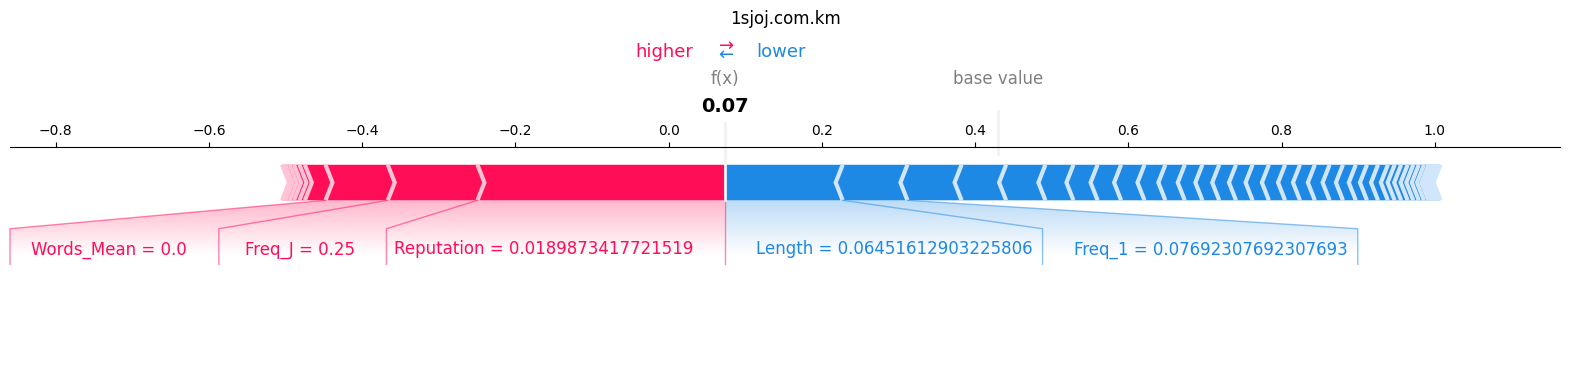 1sjoj.com.km
higher → ← lower
f(x) base value
0.07
−0.8 −0.6 −0.4 −0.2 0.0 0.2 0.4 0.6 0.8 1.0
Words_Mean = 0.0 Freq_J = 0.25 Reputation = 0.0189873417721519 Length = 0.06451612903225806 Freq_1 = 0.07692307692307693